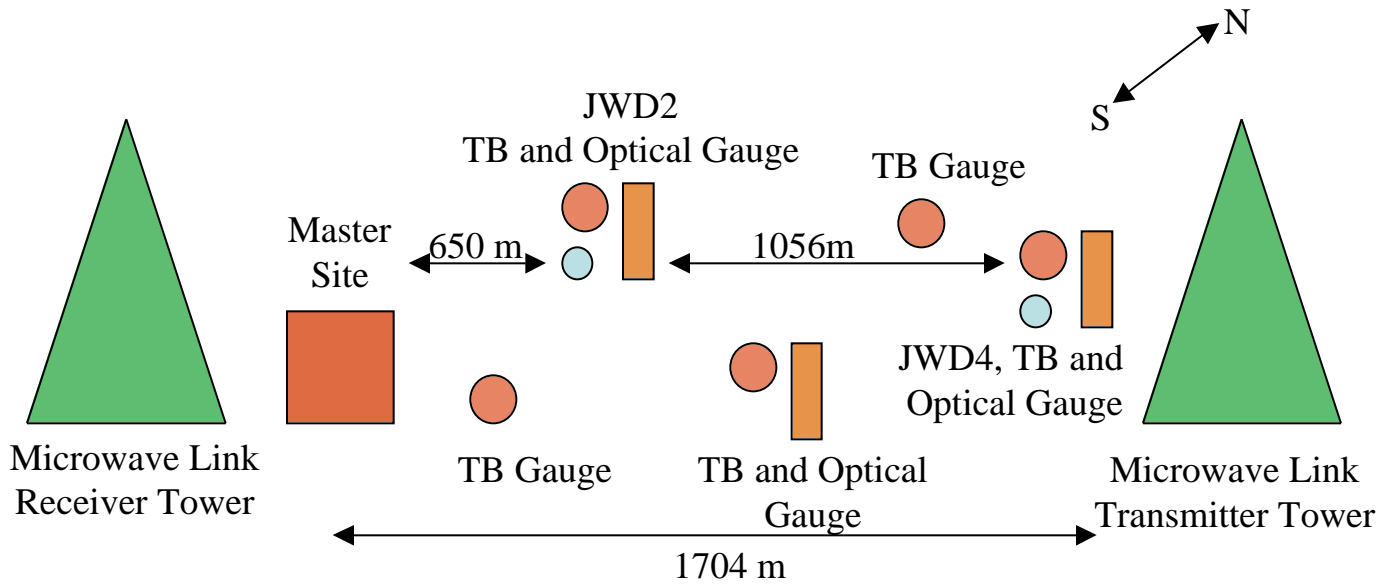 N
S
JWD2
TB and Optical Gauge
TB Gauge
Master
Site
650 m
1056m
JWD4, TB and
Optical Gauge
Microwave Link
Receiver Tower
TB Gauge
TB and Optical
Gauge
Microwave Link
Transmitter Tower
1704 m